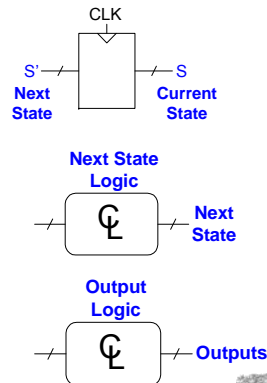 CLK
S' S
Next Current
State State
Next State
Logic
CL Next
State
Output
Logic
CL Outputs